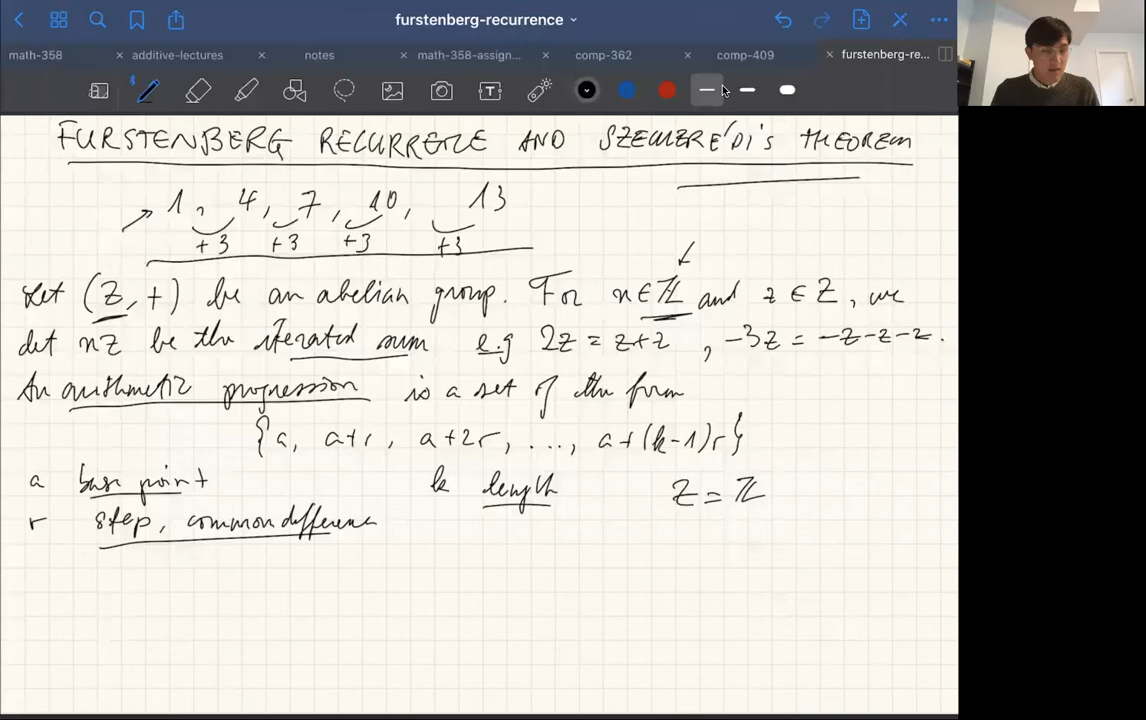 furstenberg-recurrence
math-358 additive-lectures notes math-358-assign... comp-362 comp-409 furstenberg-re...
FURSTENBERG RECURRENCE AND SZEMERÉDI'S THEOREM
1, 4, 7, 10, 13
+3 +3 +3 +3
Let (Z, +) be an abelian group. For n ∈ ℤ and z ∈ Z, we
let nz be the iterated sum e.g 2z = z+z, -3z = -z-z-z.
An arithmetic progression is a set of the form
{a, a+r, a+2r, ..., a+(k-1)r}
a base point k length Z = ℤ
r step, common difference